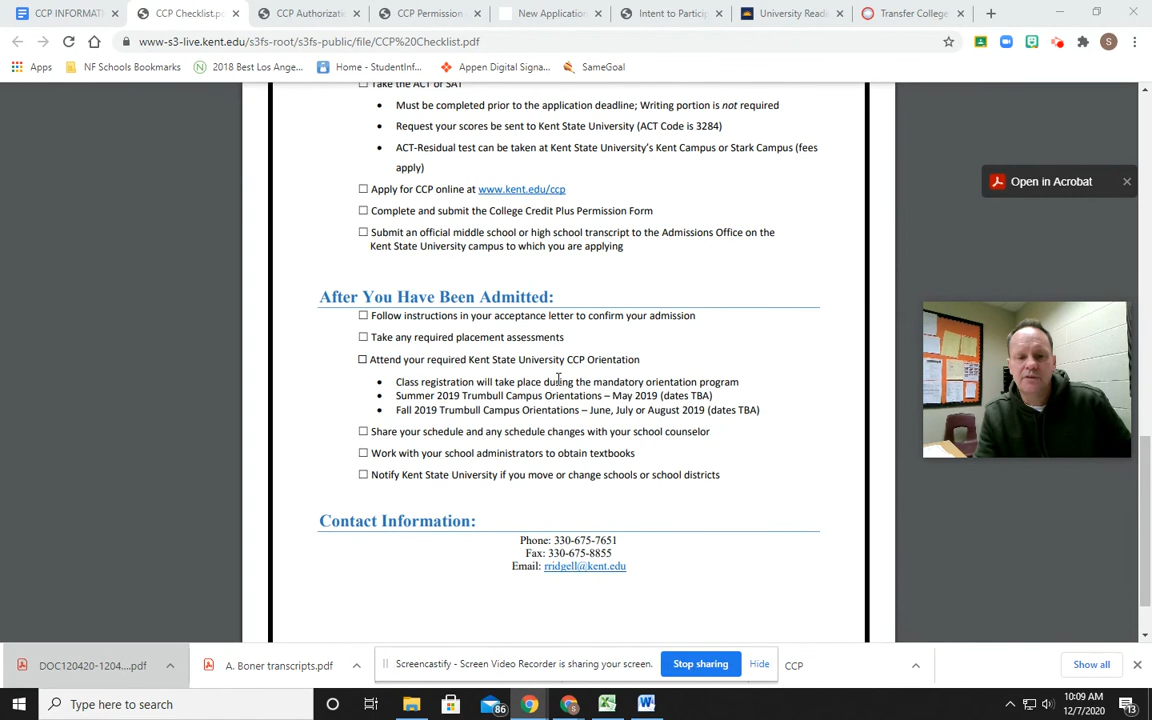 CCP INFORMATI
CCP Checklist.pd
CCP Authorizatio
CCP Permission
New Application
Intent to Particip
University Readi
Transfer College
www-s3-live.kent.edu/s3fs-root/s3fs-public/file/CCP%20Checklist.pdf
S
Apps
NF Schools Bookmarks
2018 Best Los Ange...
Home - StudentInf...
Appen Digital Signa...
SameGoal
Take the ACT or SAT
• Must be completed prior to the application deadline; Writing portion is not required
• Request your scores be sent to Kent State University (ACT Code is 3284)
• ACT-Residual test can be taken at Kent State University's Kent Campus or Stark Campus (fees
apply)
☐ Apply for CCP online at www.kent.edu/ccp
☐ Complete and submit the College Credit Plus Permission Form
☐ Submit an official middle school or high school transcript to the Admissions Office on the
Kent State University campus to which you are applying
After You Have Been Admitted:
☐ Follow instructions in your acceptance letter to confirm your admission
☐ Take any required placement assessments
☐ Attend your required Kent State University CCP Orientation
• Class registration will take place during the mandatory orientation program
• Summer 2019 Trumbull Campus Orientations – May 2019 (dates TBA)
• Fall 2019 Trumbull Campus Orientations – June, July or August 2019 (dates TBA)
☐ Share your schedule and any schedule changes with your school counselor
☐ Work with your school administrators to obtain textbooks
☐ Notify Kent State University if you move or change schools or school districts
Contact Information:
Phone: 330-675-7651
Fax: 330-675-8855
Email: rridgell@kent.edu
Open in Acrobat
DOC120420-1204....pdf
A. Boner transcripts.pdf
Screencastify - Screen Video Recorder is sharing your screen.
Stop sharing
Hide
CCP
Show all
Type here to search
86
10:09 AM
12/7/2020
13